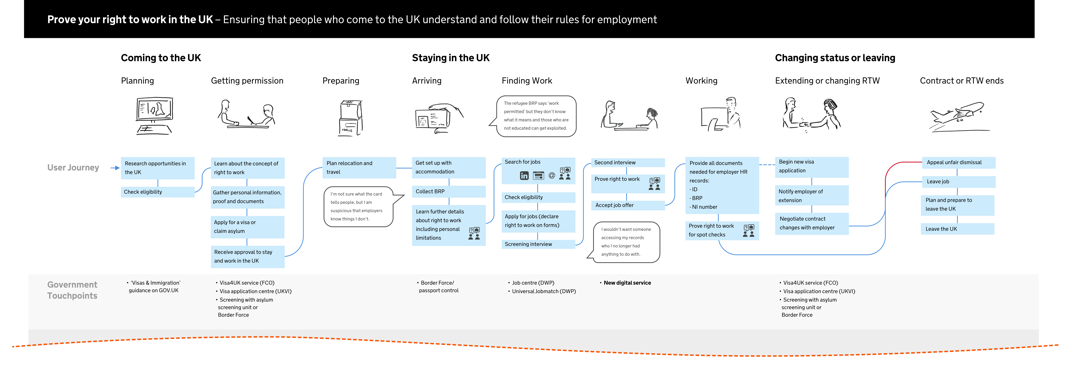 Prove your right to work in the UK – Ensuring that people who come to the UK understand and follow their rules for employment
Coming to the UK
Staying in the UK
Changing status or leaving
Planning
Getting permission
Preparing
Arriving
Finding Work
Working
Extending or changing RTW
Contract or RTW ends
The refugee BRP says 'work
permitted' but they don't know
what it means and those who are
not educated can get exploited.
User Journey
Research opportunities in
the UK
Check eligibility
Learn about the concept of
right to work
Gather personal information,
proof and documents
Apply for a visa or
claim asylum
Receive approval to stay
and work in the UK
Plan relocation and
travel
I'm not sure what the card
tells people, but I am
suspicious that employers
know things I don't.
Get set up with
accommodation
Collect BRP
Learn further details
about right to work
including personal
limitations
Search for jobs
in
@
Check eligibility
Apply for jobs (declare
right to work on forms)
Screening interview
Second interview
Prove right to work
Accept job offer
I wouldn't want someone
accessing my records
who I no longer had
anything to do with.
Provide all documents
needed for employer HR
records:
- ID
- BRP
- NI number
Prove right to work
for spot checks
Begin new visa
application
Notify employer of
extension
Negotiate contract
changes with employer
Appeal unfair dismissal
Leave job
Plan and prepare to
leave the UK
Leave the UK
Government
Touchpoints
• 'Visas & Immigration'
guidance on GOV.UK
• Visa4UK service (FCO)
• Visa application centre (UKVI)
• Screening with asylum
screening unit or
Border Force
• Border Force/
passport control
• Job centre (DWP)
• Universal Jobmatch (DWP)
• New digital service
• Visa4UK service (FCO)
• Visa application centre (UKVI)
• Screening with asylum
screening unit or
Border Force